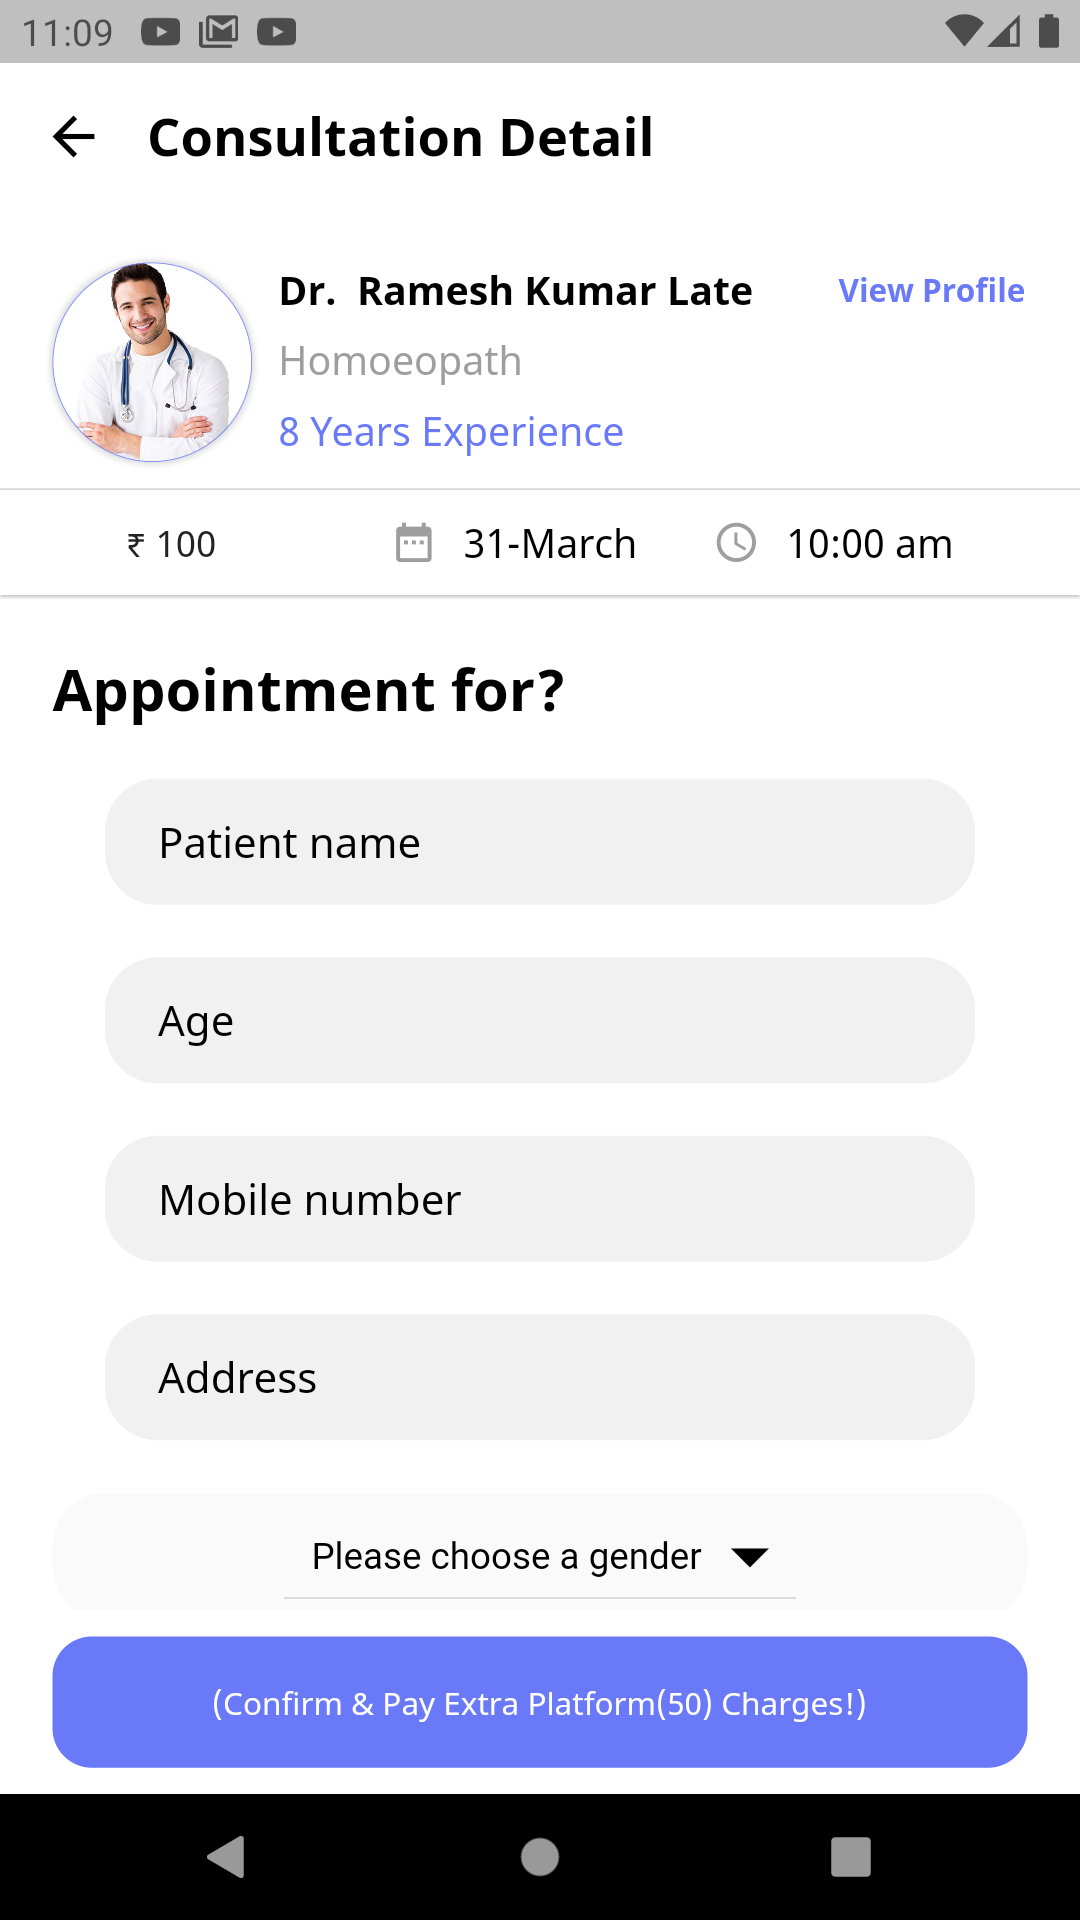 11:09
Consultation Detail
Dr.  Ramesh Kumar Late
View Profile
Homoeopath
8 Years Experience
₹ 100
31-March
10:00 am
Appointment for?
Patient name
Age
Mobile number
Address
Please choose a gender
(Confirm & Pay Extra Platform(50) Charges!)